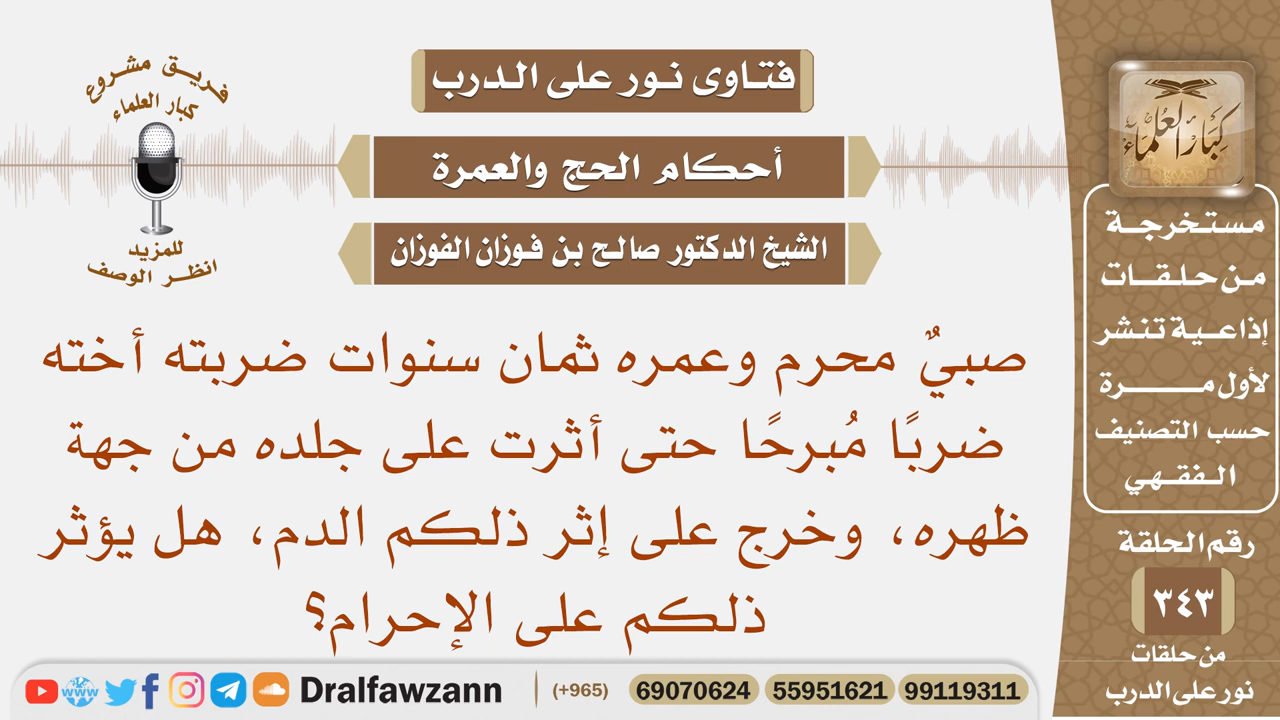 فتاوى نور على الدرب
أحكام الحج والعمرة
الشيخ الدكتور صالح بن فوزان الفوزان
فريق مشروع
كبار العلماء
للمزيد
انظر الوصف
صبيٌ محرم وعمره ثمان سنوات ضربته أخته
ضربًا مُبرحًا حتى أثرت على جلده من جهة
ظهره، وخرج على إثر ذلكم الدم، هل يؤثر
ذلكم على الإحرام؟
كبار العلماء
مستخرجة
من حلقات
إذاعية تنشر
لأول مرة
حسب التصنيف
الفقهي
رقم الحلقة
٣٤٣
من حلقات
نور على الدرب
www
Dralfawzann
(+965)
69070624
55951621
99119311